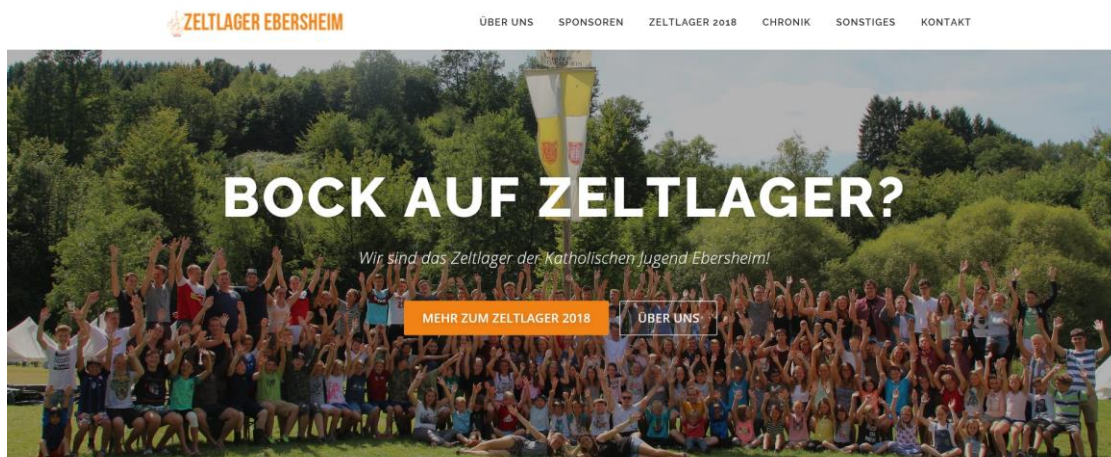 ZELTLAGER EBERSHEIM
ÜBER UNS SPONSOREN ZELTLAGER 2018 CHRONIK SONSTIGES KONTAKT
BOCK AUF ZELTLAGER?
Wir sind das Zeltlager der Katholischen Jugend Ebersheim!
MEHR ZUM ZELTLAGER 2018 ÜBER UNS